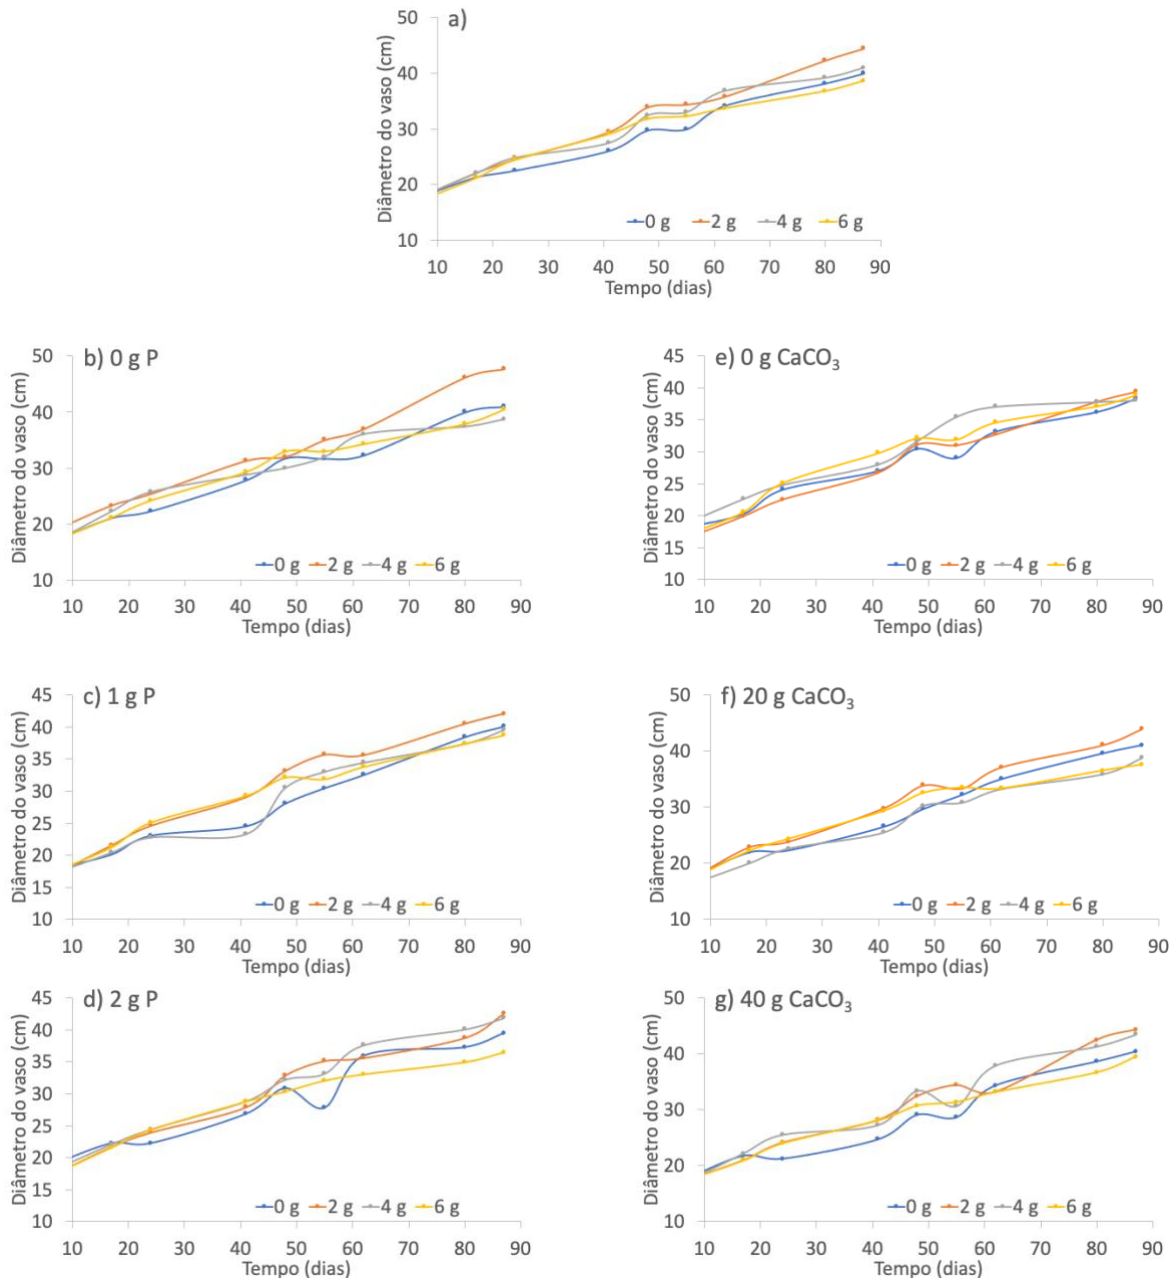 a)
Diâmetro do vaso (cm)
50
40
30
20
10
0 g 2 g 4 g 6 g
10 20 30 40 50 60 70 80 90
Tempo (dias)
b) 0 g P
Diâmetro do vaso (cm)
50
40
30
20
10
0 g 2 g 4 g 6 g
10 20 30 40 50 60 70 80 90
Tempo (dias)
e) 0 g CaCO₃
Diâmetro do vaso (cm)
45
40
35
30
25
20
15
10
0 g 2 g 4 g 6 g
10 20 30 40 50 60 70 80 90
Tempo (dias)
c) 1 g P
Diâmetro do vaso (cm)
45
40
35
30
25
20
15
10
0 g 2 g 4 g 6 g
10 20 30 40 50 60 70 80 90
Tempo (dias)
f) 20 g CaCO₃
Diâmetro do vaso (cm)
50
40
30
20
10
0 g 2 g 4 g 6 g
10 20 30 40 50 60 70 80 90
Tempo (dias)
d) 2 g P
Diâmetro do vaso (cm)
45
40
35
30
25
20
15
10
0 g 2 g 4 g 6 g
10 20 30 40 50 60 70 80 90
Tempo (dias)
g) 40 g CaCO₃
Diâmetro do vaso (cm)
50
40
30
20
10
0 g 2 g 4 g 6 g
10 20 30 40 50 60 70 80 90
Tempo (dias)